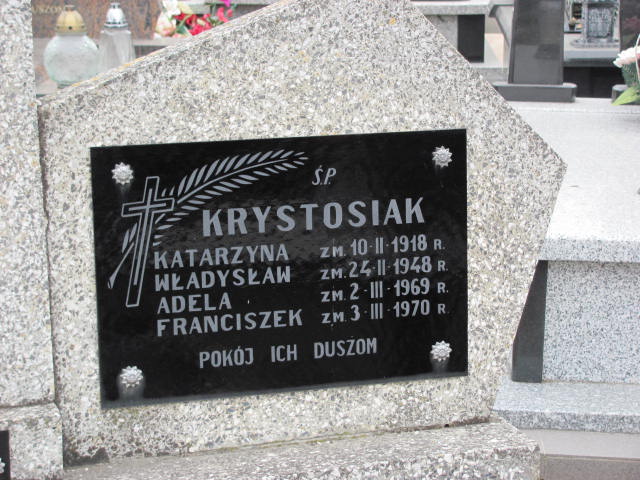 Ś.P.
KRYSTOSIAK
KATARZYNA ZM. 10·II·1918 R.
WŁADYSŁAW ZM. 24·II·1948 R.
ADELA ZM. 2·III·1969 R.
FRANCISZEK ZM. 3·III·1970 R.
POKÓJ ICH DUSZOM